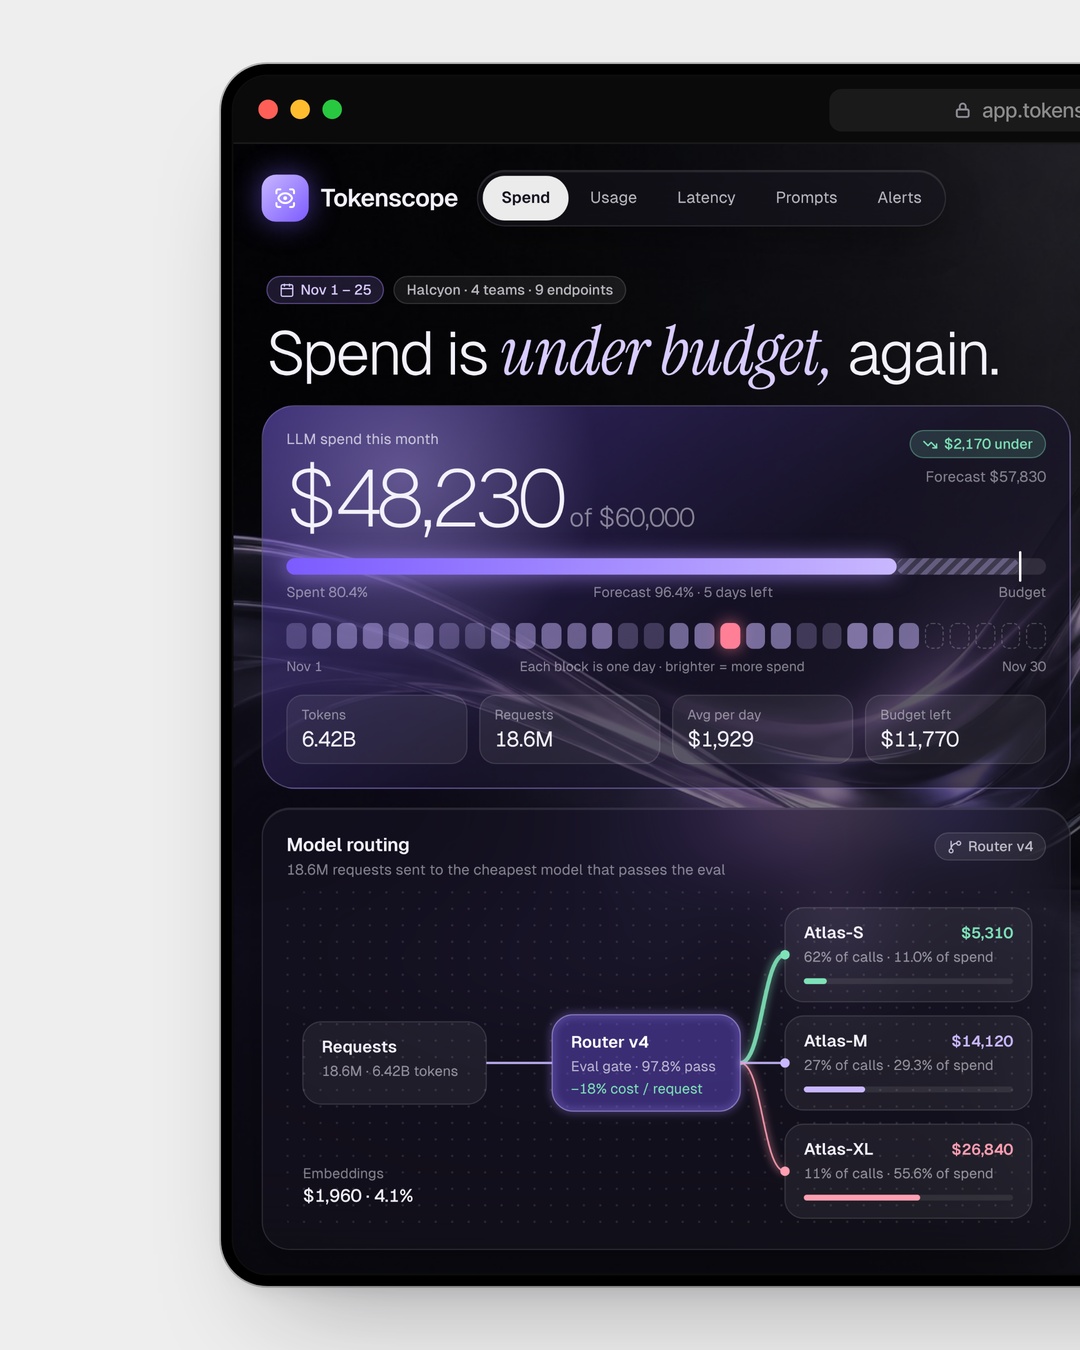 app.tokens
Tokenscope
Spend
Usage
Latency
Prompts
Alerts
Nov 1 – 25
Halcyon · 4 teams · 9 endpoints
Spend is under budget, again.
LLM spend this month
$2,170 under
$48,230 of $60,000
Forecast $57,830
Spent 80.4%
Forecast 96.4% · 5 days left
Budget
Nov 1
Each block is one day · brighter = more spend
Nov 30
Tokens
6.42B
Requests
18.6M
Avg per day
$1,929
Budget left
$11,770
Model routing
18.6M requests sent to the cheapest model that passes the eval
Router v4
Requests
18.6M · 6.42B tokens
Router v4
Eval gate · 97.8% pass
−18% cost / request
Atlas-S
$5,310
62% of calls · 11.0% of spend
Atlas-M
$14,120
27% of calls · 29.3% of spend
Atlas-XL
$26,840
11% of calls · 55.6% of spend
Embeddings
$1,960 · 4.1%